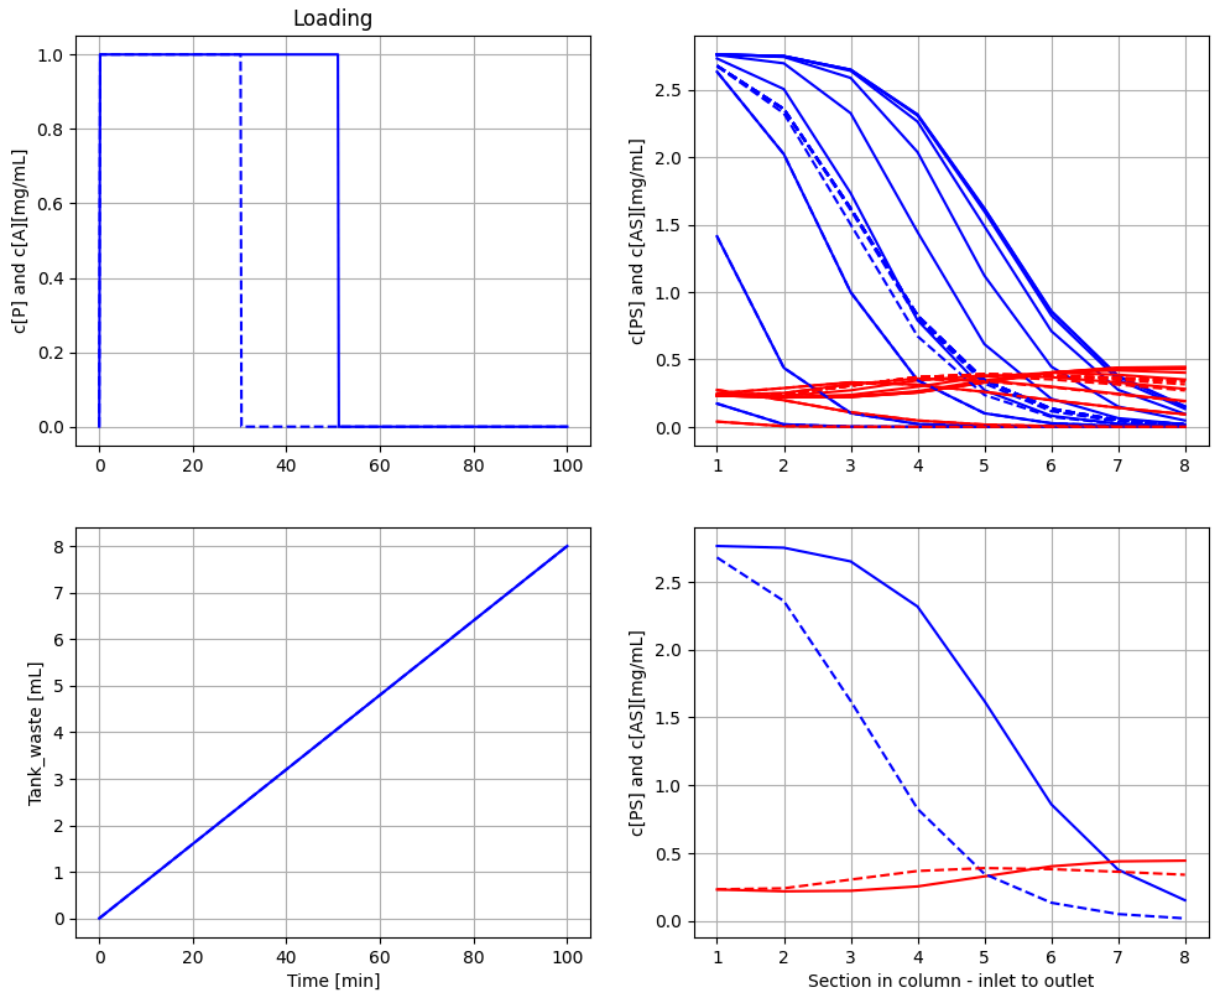 Loading
c[P] and c[A][mg/mL]
1.0
0.8
0.6
0.4
0.2
0.0
0 20 40 60 80 100
c[PS] and c[AS][mg/mL]
2.5
2.0
1.5
1.0
0.5
0.0
1 2 3 4 5 6 7 8
Tank_waste [mL]
8
7
6
5
4
3
2
1
0
0 20 40 60 80 100
Time [min]
c[PS] and c[AS][mg/mL]
2.5
2.0
1.5
1.0
0.5
0.0
1 2 3 4 5 6 7 8
Section in column - inlet to outlet